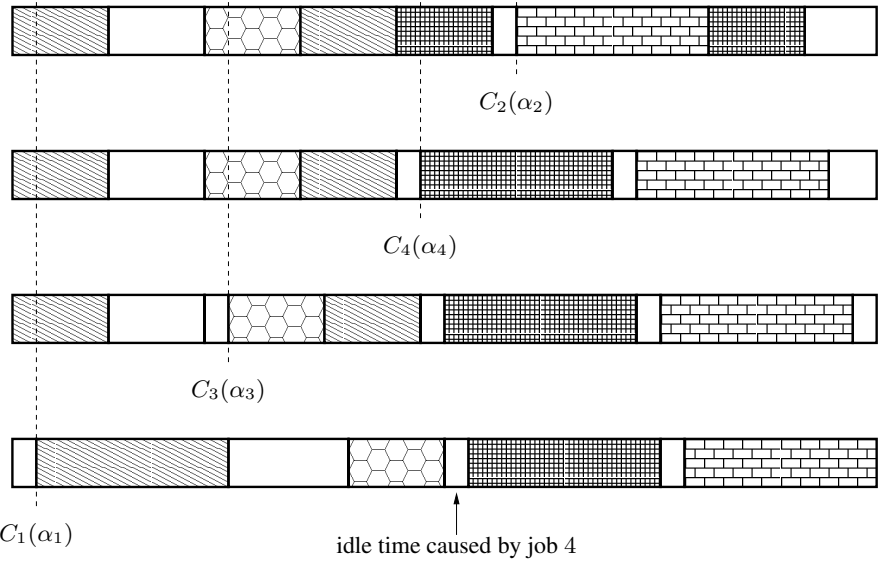 C₂(α₂)
C₄(α₄)
C₃(α₃)
C₁(α₁)
idle time caused by job 4